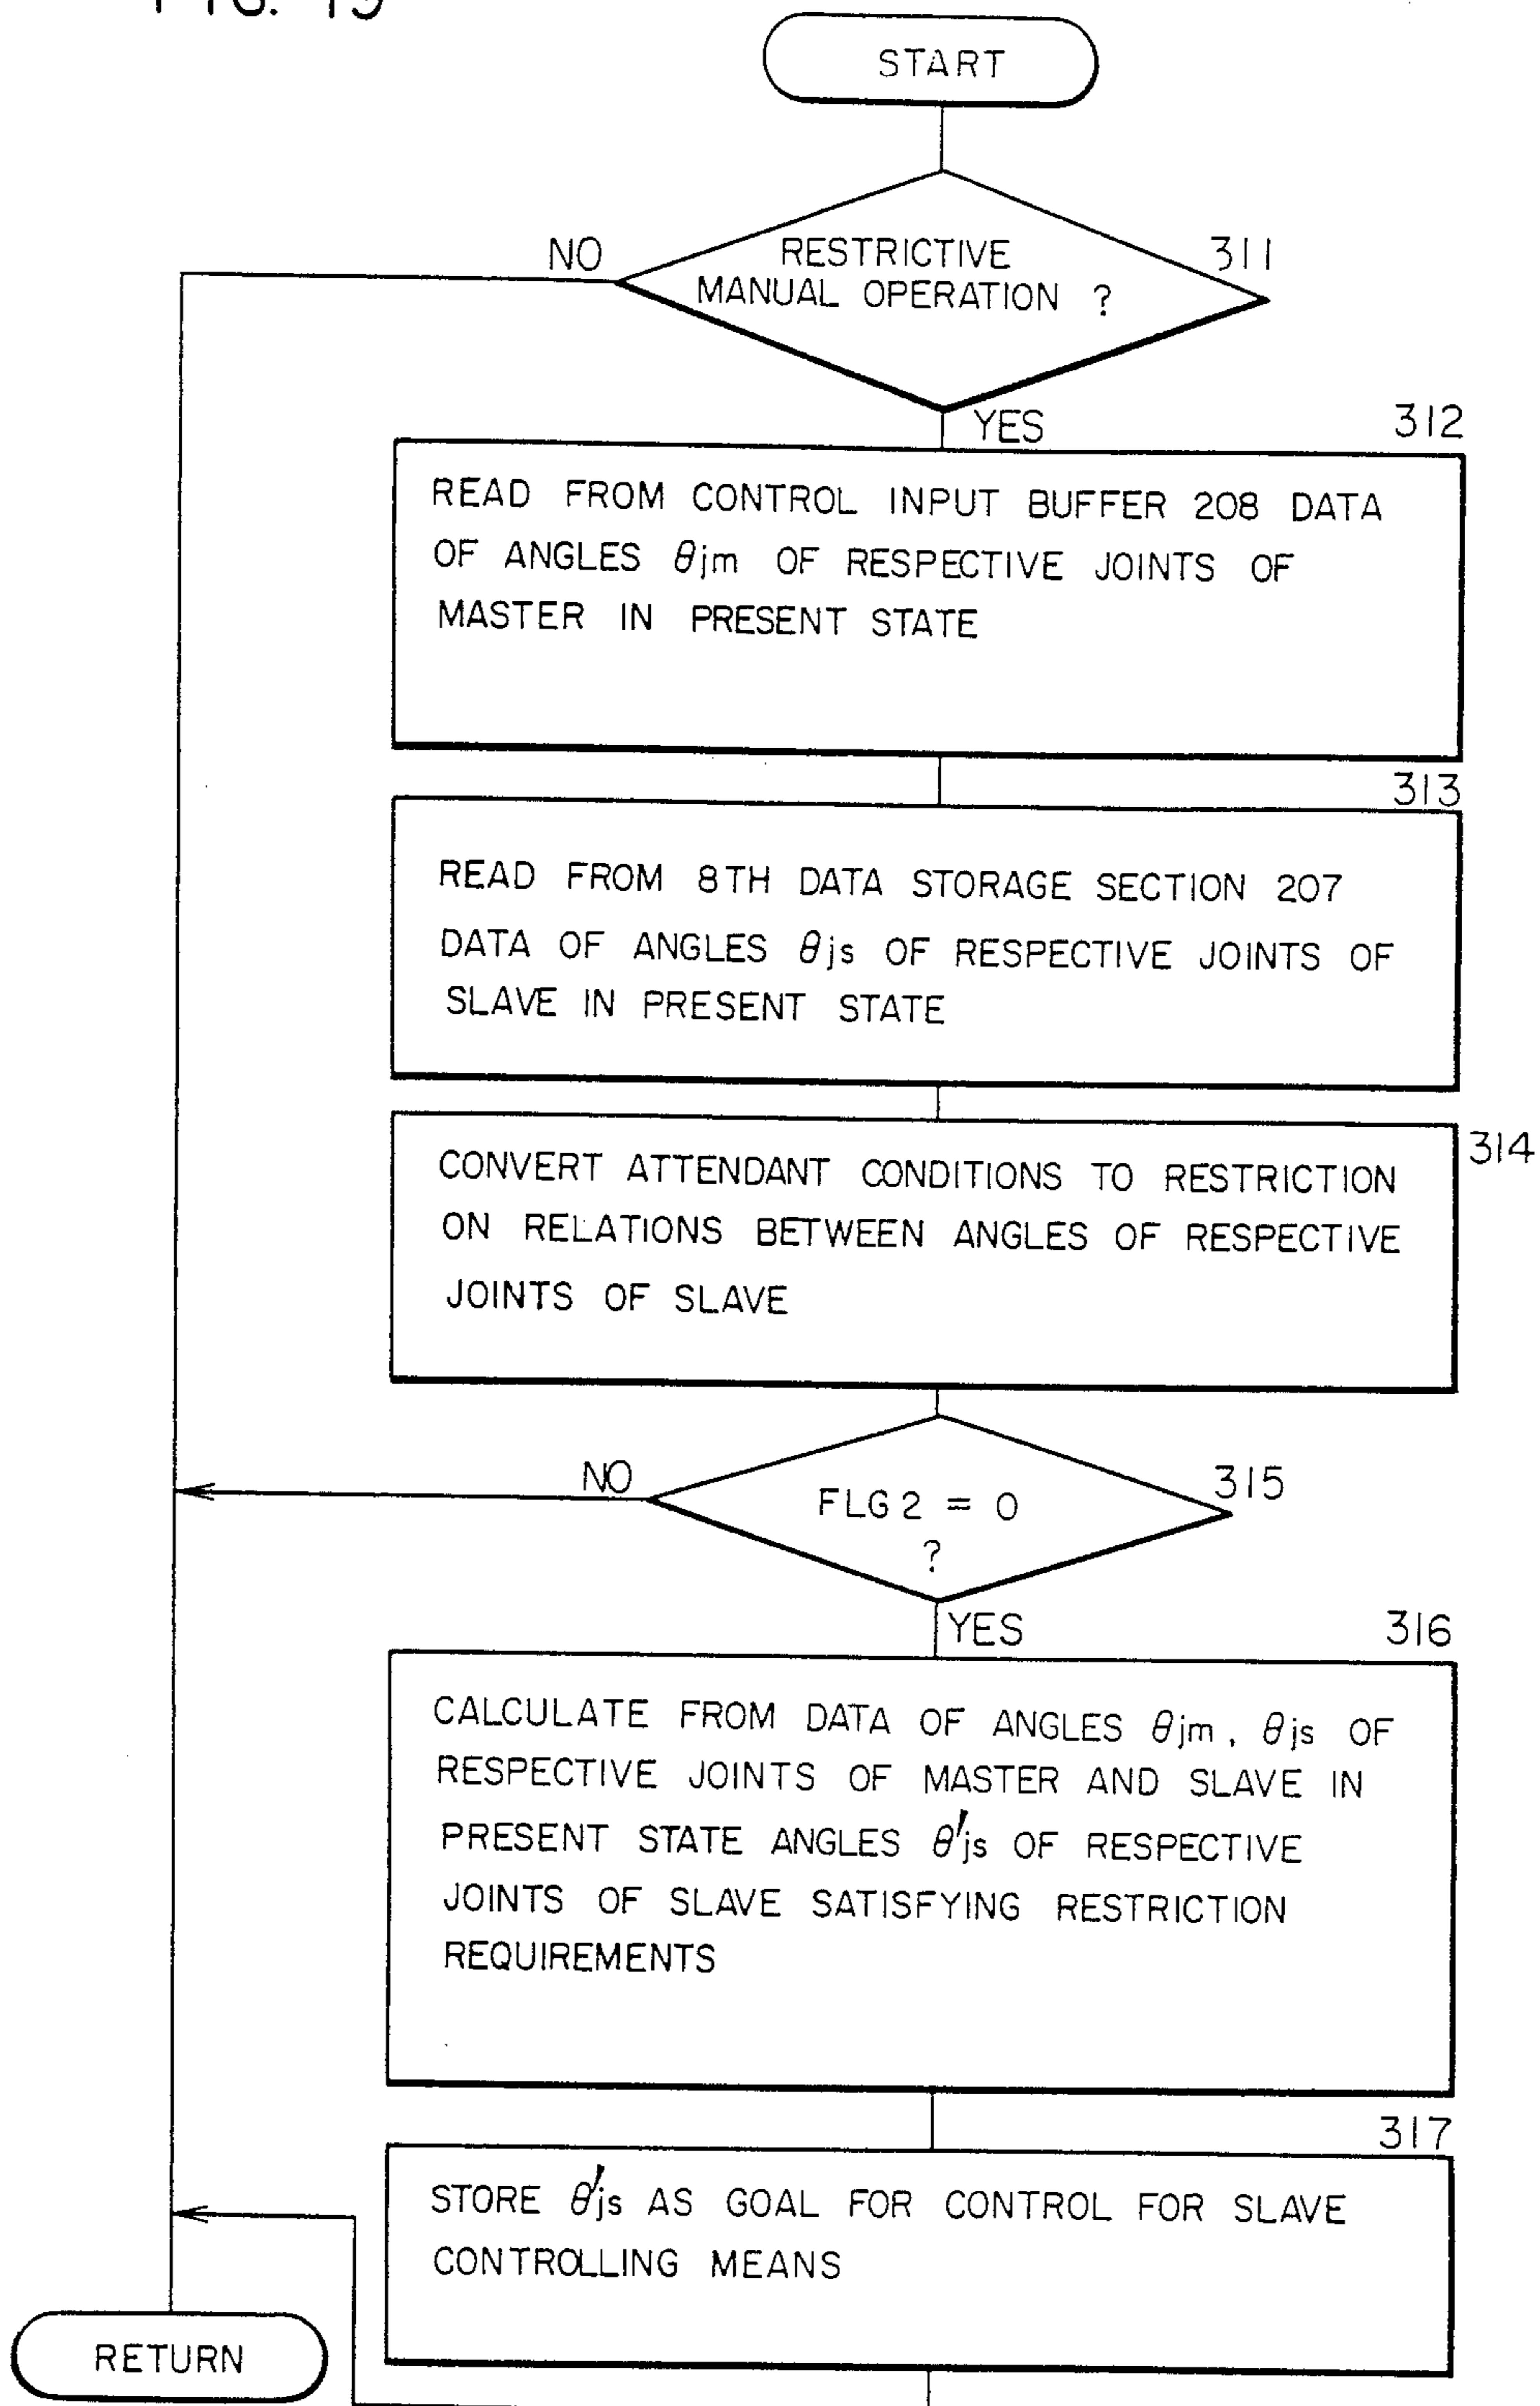 FIG. 19
START
NO
RESTRICTIVE
MANUAL OPERATION ?
311
YES
312
READ FROM CONTROL INPUT BUFFER 208 DATA
OF ANGLES θjm OF RESPECTIVE JOINTS OF
MASTER IN PRESENT STATE
313
READ FROM 8TH DATA STORAGE SECTION 207
DATA OF ANGLES θjs OF RESPECTIVE JOINTS OF
SLAVE IN PRESENT STATE
314
CONVERT ATTENDANT CONDITIONS TO RESTRICTION
ON RELATIONS BETWEEN ANGLES OF RESPECTIVE
JOINTS OF SLAVE
NO
FLG 2 = 0
?
315
YES
316
CALCULATE FROM DATA OF ANGLES θjm, θjs OF
RESPECTIVE JOINTS OF MASTER AND SLAVE IN
PRESENT STATE ANGLES θ'js OF RESPECTIVE
JOINTS OF SLAVE SATISFYING RESTRICTION
REQUIREMENTS
317
STORE θ'js AS GOAL FOR CONTROL FOR SLAVE
CONTROLLING MEANS
RETURN